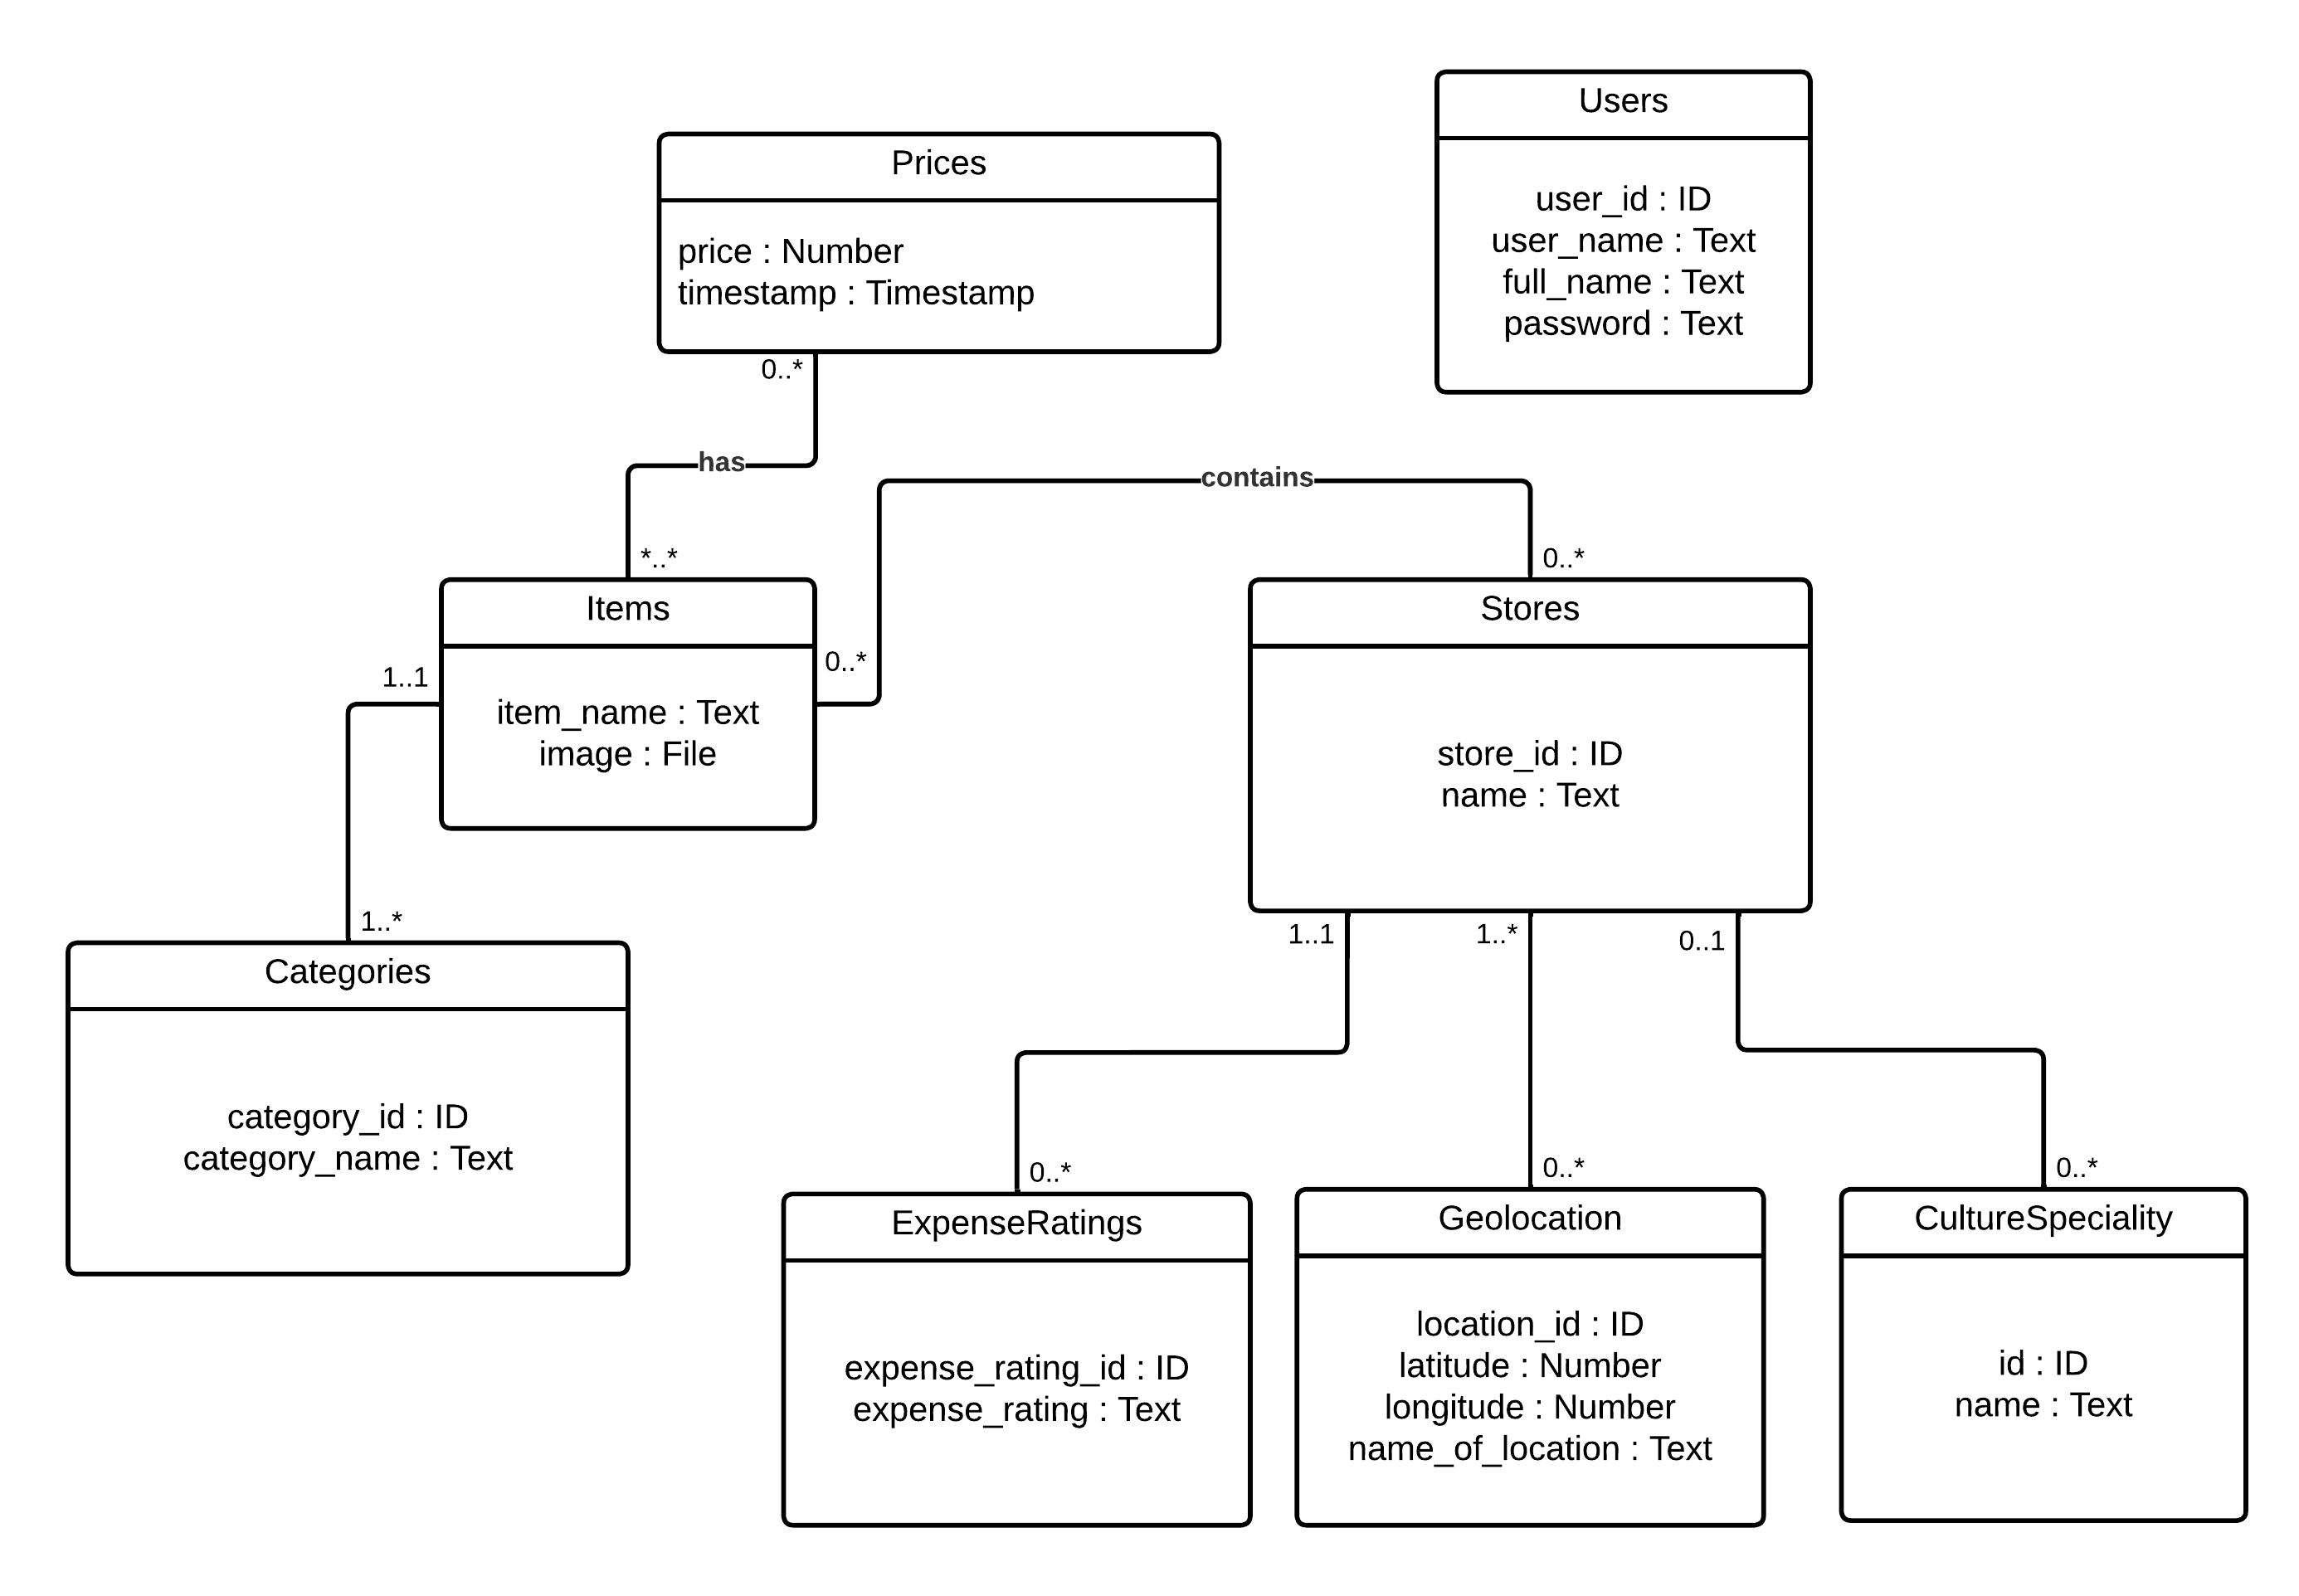 Users
user_id : ID
user_name : Text
full_name : Text
password : Text
Prices
price : Number
timestamp : Timestamp
0..*
has
*..*
contains
0..*
0..*
Items
item_name : Text
image : File
1..1
1..*
Stores
store_id : ID
name : Text
1..1
1..*
0..1
Categories
category_id : ID
category_name : Text
0..*
0..*
0..*
ExpenseRatings
expense_rating_id : ID
expense_rating : Text
Geolocation
location_id : ID
latitude : Number
longitude : Number
name_of_location : Text
CultureSpeciality
id : ID
name : Text